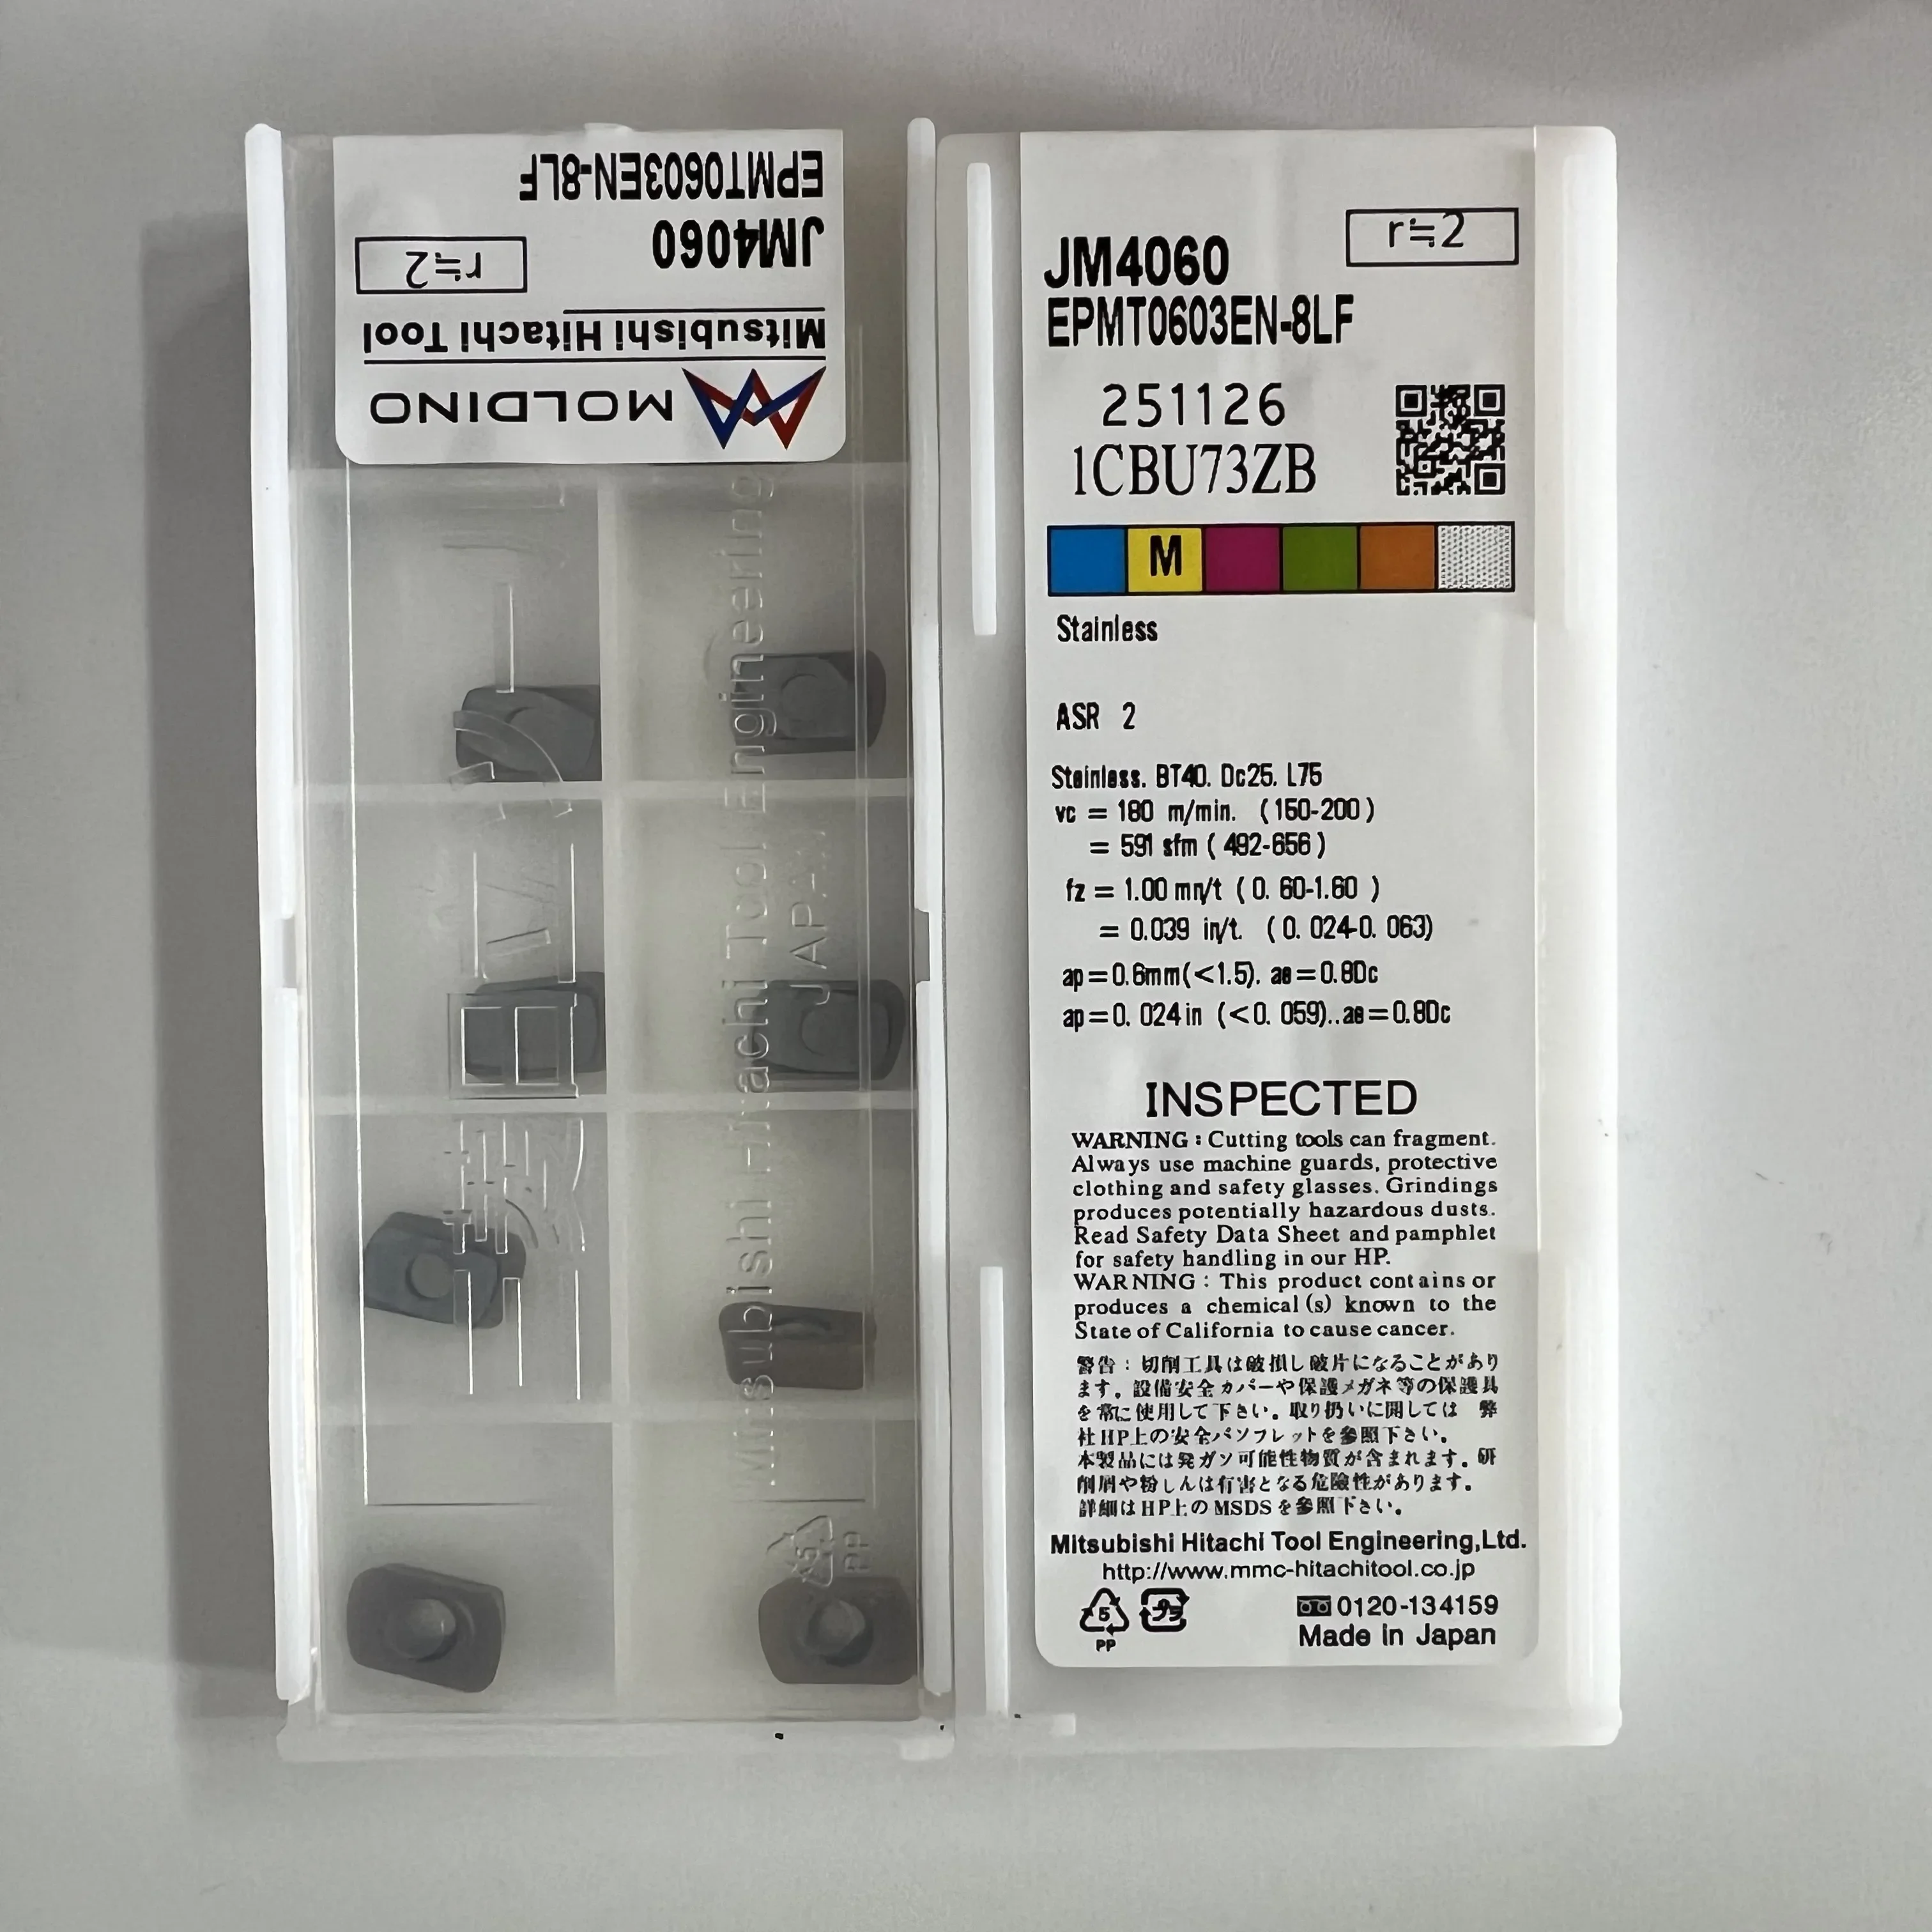 MOLDINO
Mitsubishi Hitachi Tool
JM4060
r≒2
EPMT0603EN-8LF
Mitsubishi Hitachi Tool Engineering
JAPAN
5
PP
r≒2
JM4060
EPMT0603EN-8LF
251126
1CBU73ZB
M
Stainless
ASR 2
Stainless. BT40. Dc25. L75
vc = 180 m/min. (150-200)
= 591 sfm (492-656)
fz = 1.00 mm/t (0. 60-1.60 )
= 0.039 in/t. (0. 024-0. 063)
ap=0.6mm(<1.5). ae=0.8Dc
ap=0. 024in (<0. 059)..ae=0.8Dc
INSPECTED
WARNING : Cutting tools can fragment.
Always use machine guards, protective
clothing and safety glasses. Grindings
produces potentially hazardous dusts.
Read Safety Data Sheet and pamphlet
for safety handling in our HP.
WARNING : This product contains or
produces a chemical(s) known to the
State of California to cause cancer.
警告：切削工具は破損し破片になることがあり
ます。設備安全カバーや保護メガネ等の保護具
を常に使用して下さい。取り扱いに関しては 弊
社HP上の安全パンフレットを参照下さい。
本製品には発ガン可能性物質が含まれます。研
削屑や粉じんは有害となる危険性があります。
詳細はHP上のMSDSを参照下さい。
Mitsubishi Hitachi Tool Engineering,Ltd.
http://www.mmc-hitachitool.co.jp
5
PP
プラ
0120-134159
Made in Japan